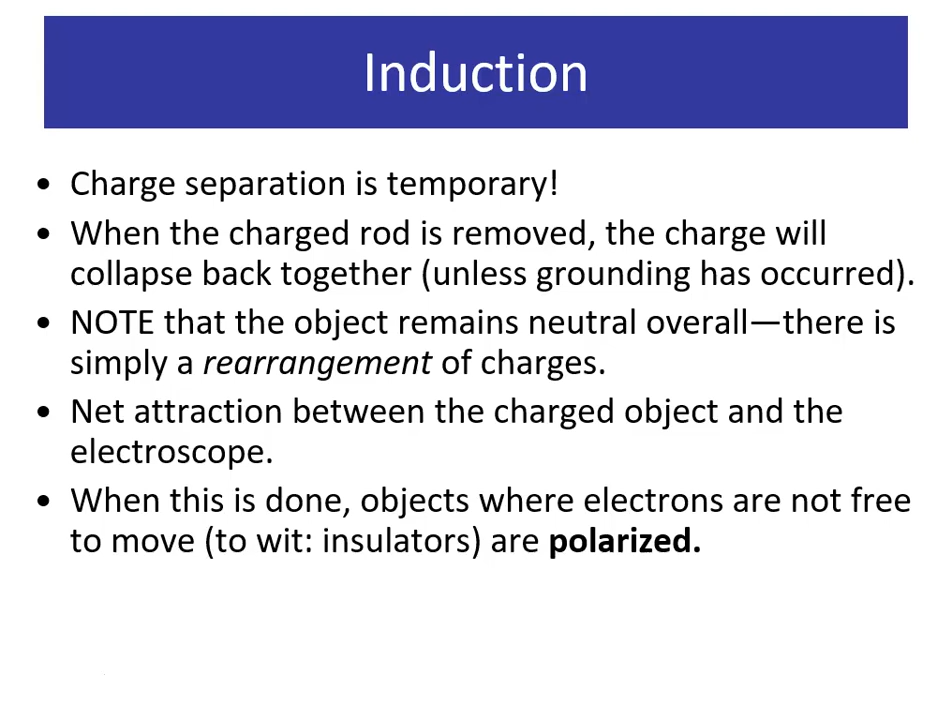 Induction
• Charge separation is temporary!
• When the charged rod is removed, the charge will
collapse back together (unless grounding has occurred).
• NOTE that the object remains neutral overall—there is
simply a rearrangement of charges.
• Net attraction between the charged object and the
electroscope.
• When this is done, objects where electrons are not free
to move (to wit: insulators) are polarized.